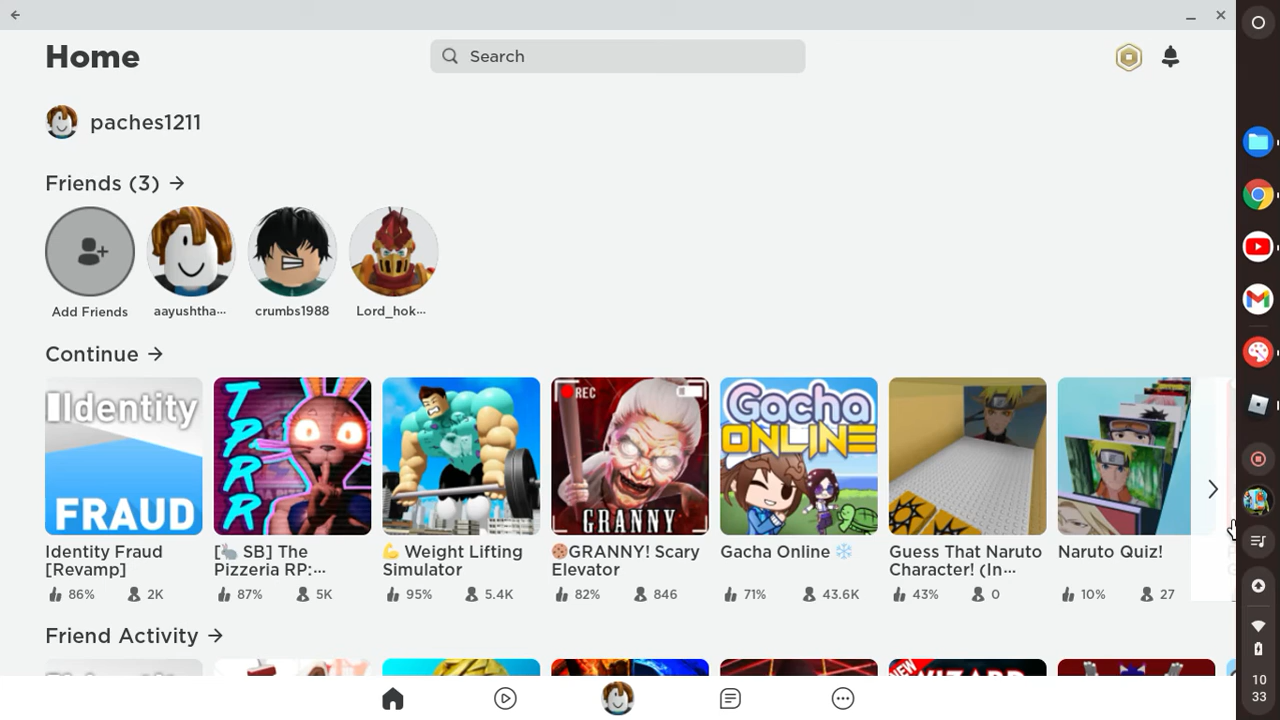 Home
Search
paches1211
Friends (3) →
Add Friends
aayushtha...
crumbs1988
Lord_hok...
Continue →
Identity
FRAUD
TPRR
REC
GRANNY
Gacha
ONLINE
Identity Fraud
[Revamp]
[🐇 SB] The
Pizzeria RP:...
💪 Weight Lifting
Simulator
🍪GRANNY! Scary
Elevator
Gacha Online ❄️
Guess That Naruto
Character! (In...
Naruto Quiz!
86% 2K
87% 5K
95% 5.4K
82% 846
71% 43.6K
43% 0
10% 27
Friend Activity →
NEW
10
33